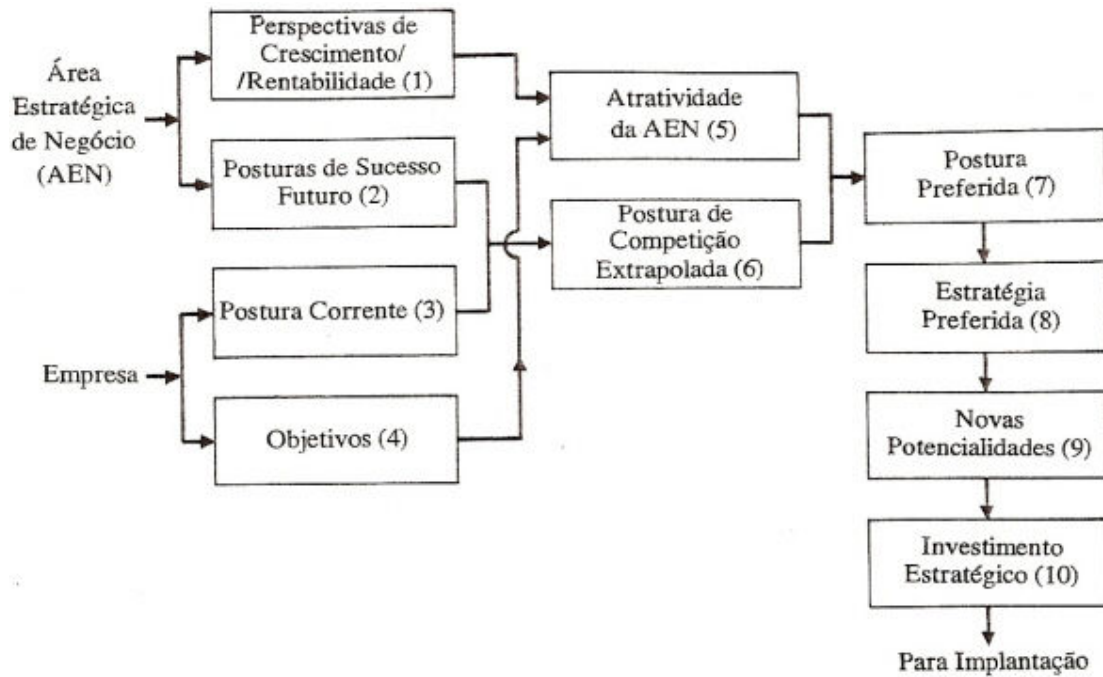 Área
Estratégica
de Negócio
(AEN)
Perspectivas de
Crescimento/
/Rentabilidade (1)
Posturas de Sucesso
Futuro (2)
Empresa
Postura Corrente (3)
Objetivos (4)
Atratividade
da AEN (5)
Postura de
Competição
Extrapolada (6)
Postura
Preferida (7)
Estratégia
Preferida (8)
Novas
Potencialidades (9)
Investimento
Estratégico (10)
Para Implantação